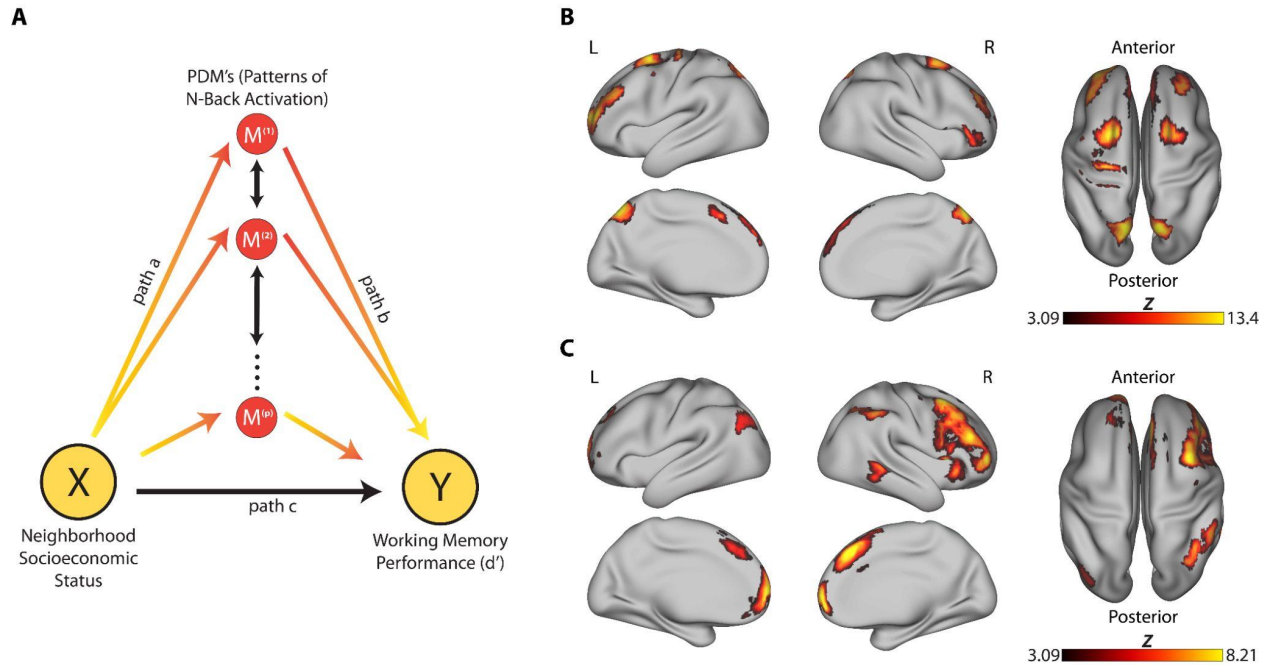 A
PDM's (Patterns of
N-Back Activation)
M(1)
M(2)
M(p)
path a
path b
X
Y
path c
Neighborhood
Socioeconomic
Status
Working Memory
Performance (d')
B
L
R
Anterior
Posterior
Z
3.09
13.4
C
L
R
Anterior
Posterior
Z
3.09
8.21